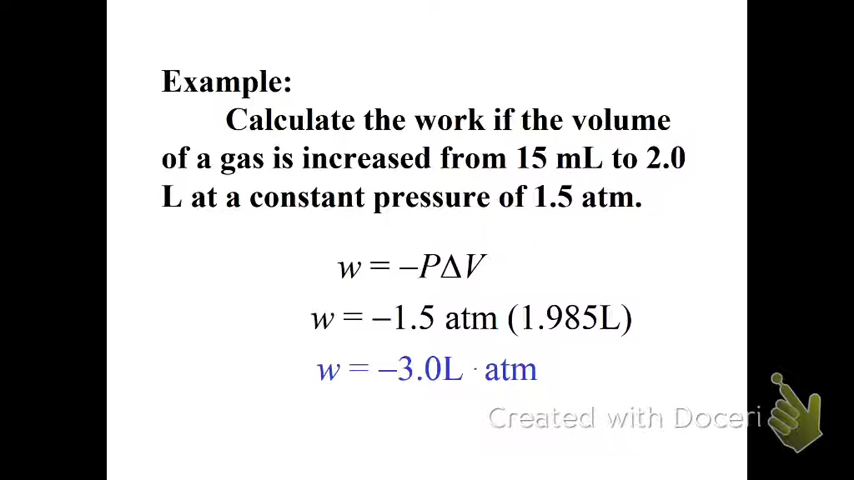 Example:
Calculate the work if the volume
of a gas is increased from 15 mL to 2.0
L at a constant pressure of 1.5 atm.
w = −PΔV
w = −1.5 atm (1.985L)
w = −3.0L · atm
Created with Doceri